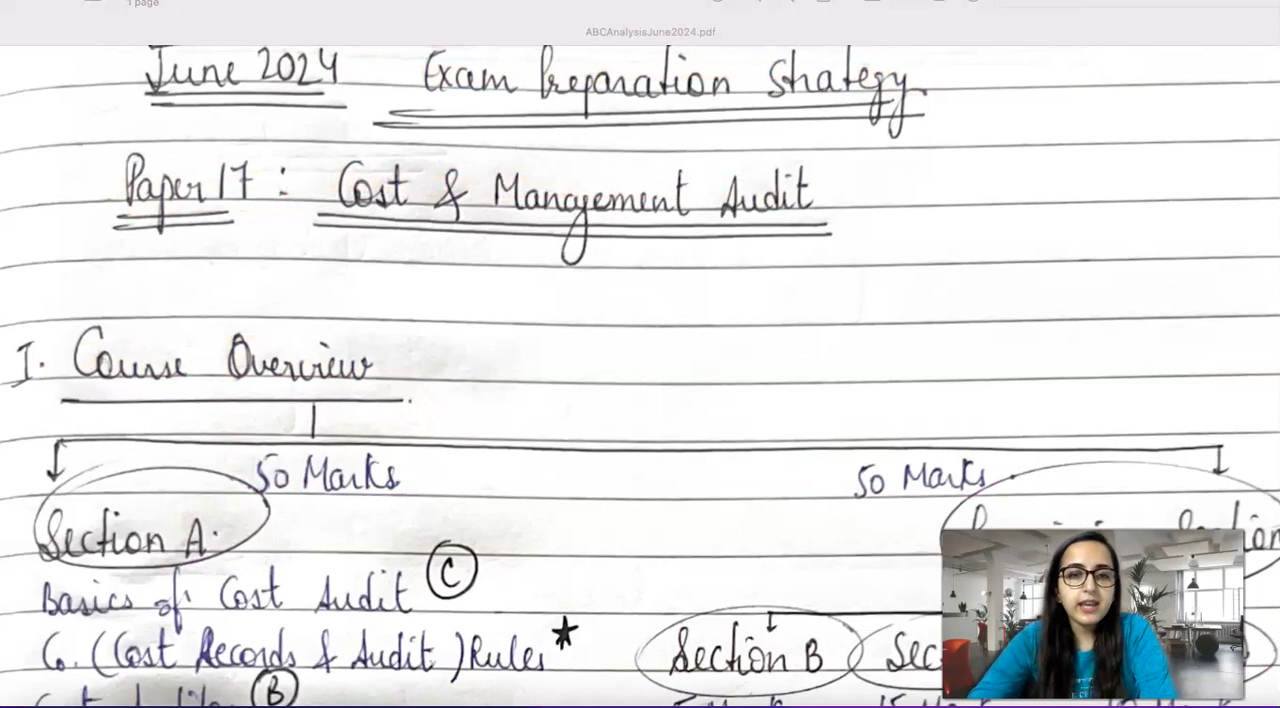 1 page
ABCAnalysisJune2024.pdf
June 2024 Exam Preparation Strategy.
Paper 17 : Cost & Management Audit
I. Course Overview
50 Marks 50 Marks
Section A.
Basics of Cost Audit C
Co. (Cost Records & Audit) Rules ★
Section B
B